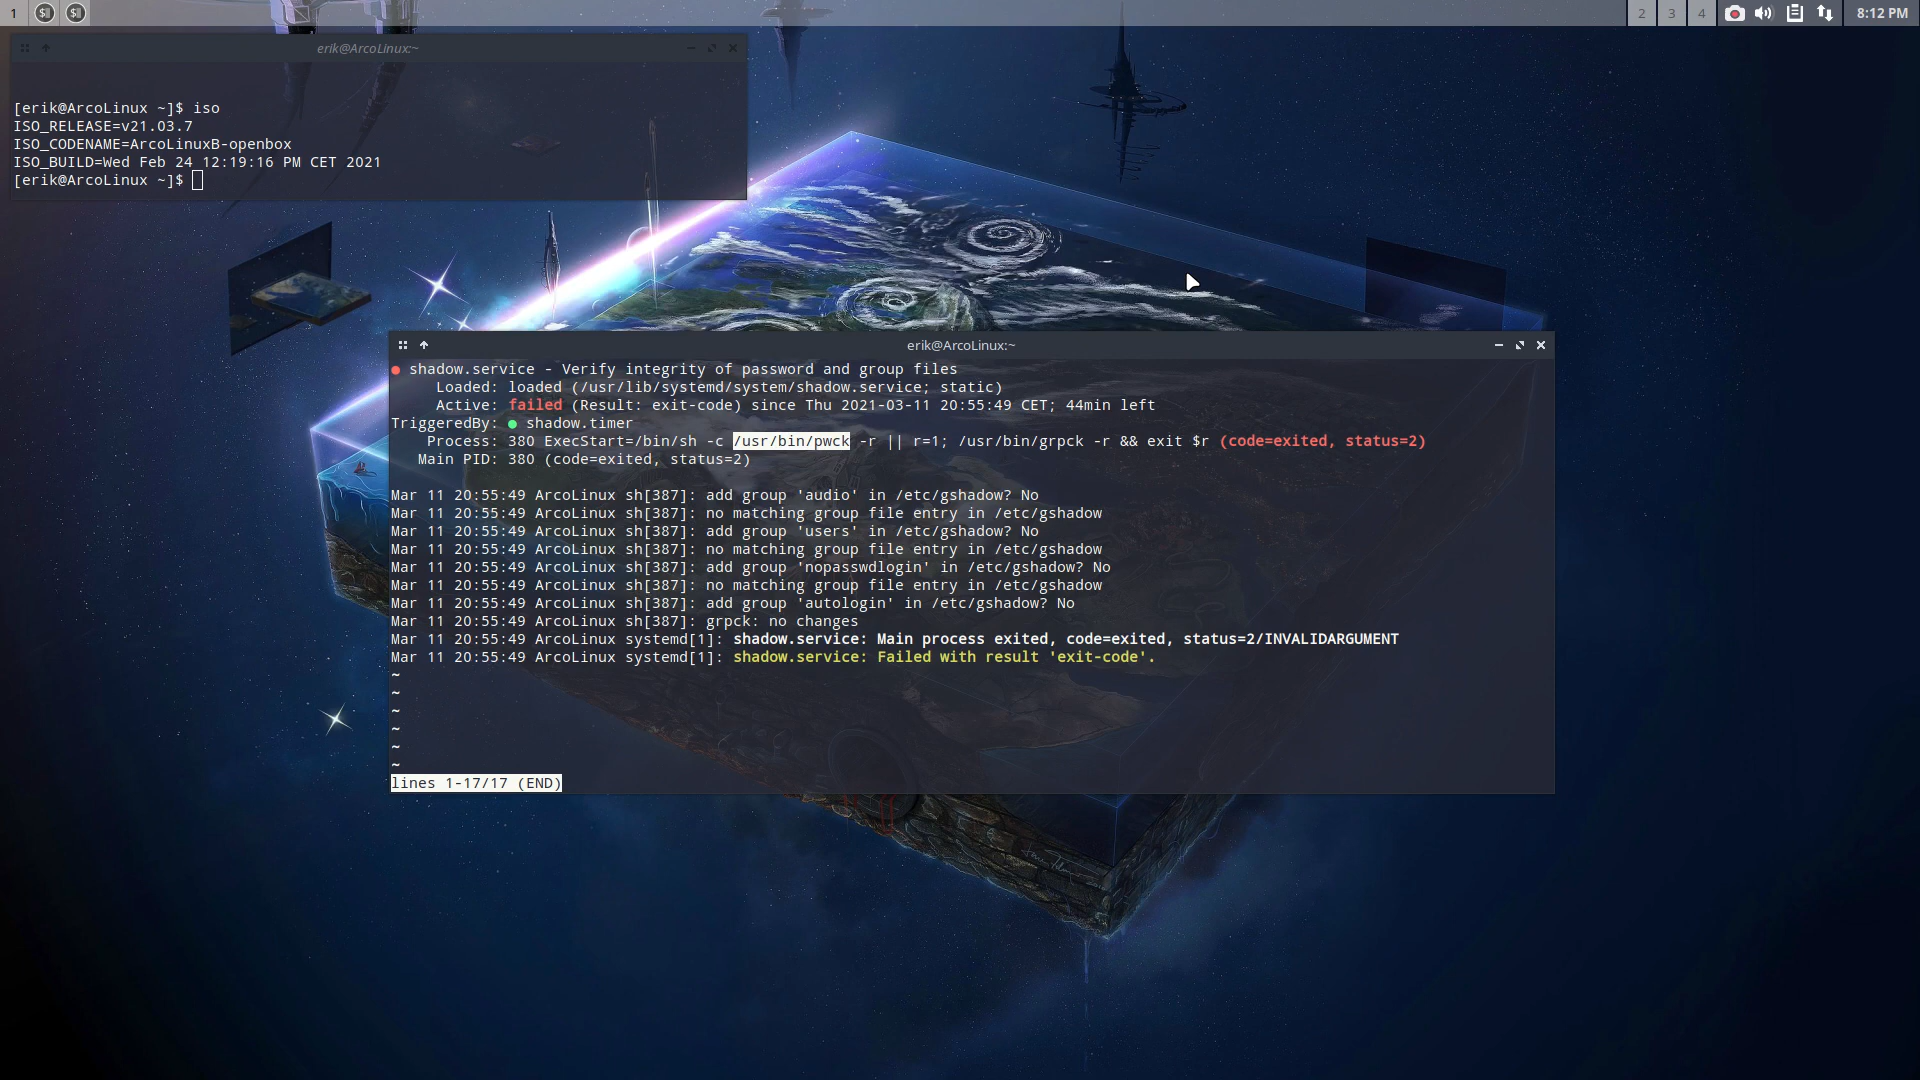 1
2 3 4 8:12 PM
erik@ArcoLinux:~
[erik@ArcoLinux ~]$ iso
ISO_RELEASE=v21.03.7
ISO_CODENAME=ArcoLinuxB-openbox
ISO_BUILD=Wed Feb 24 12:19:16 PM CET 2021
[erik@ArcoLinux ~]$
erik@ArcoLinux:~
● shadow.service - Verify integrity of password and group files
Loaded: loaded (/usr/lib/systemd/system/shadow.service; static)
Active: failed (Result: exit-code) since Thu 2021-03-11 20:55:49 CET; 44min left
TriggeredBy: ● shadow.timer
Process: 380 ExecStart=/bin/sh -c /usr/bin/pwck -r || r=1; /usr/bin/grpck -r && exit $r (code=exited, status=2)
Main PID: 380 (code=exited, status=2)
Mar 11 20:55:49 ArcoLinux sh[387]: add group 'audio' in /etc/gshadow? No
Mar 11 20:55:49 ArcoLinux sh[387]: no matching group file entry in /etc/gshadow
Mar 11 20:55:49 ArcoLinux sh[387]: add group 'users' in /etc/gshadow? No
Mar 11 20:55:49 ArcoLinux sh[387]: no matching group file entry in /etc/gshadow
Mar 11 20:55:49 ArcoLinux sh[387]: add group 'nopasswdlogin' in /etc/gshadow? No
Mar 11 20:55:49 ArcoLinux sh[387]: no matching group file entry in /etc/gshadow
Mar 11 20:55:49 ArcoLinux sh[387]: add group 'autologin' in /etc/gshadow? No
Mar 11 20:55:49 ArcoLinux sh[387]: grpck: no changes
Mar 11 20:55:49 ArcoLinux systemd[1]: shadow.service: Main process exited, code=exited, status=2/INVALIDARGUMENT
Mar 11 20:55:49 ArcoLinux systemd[1]: shadow.service: Failed with result 'exit-code'.
~
~
~
~
~
~
lines 1-17/17 (END)